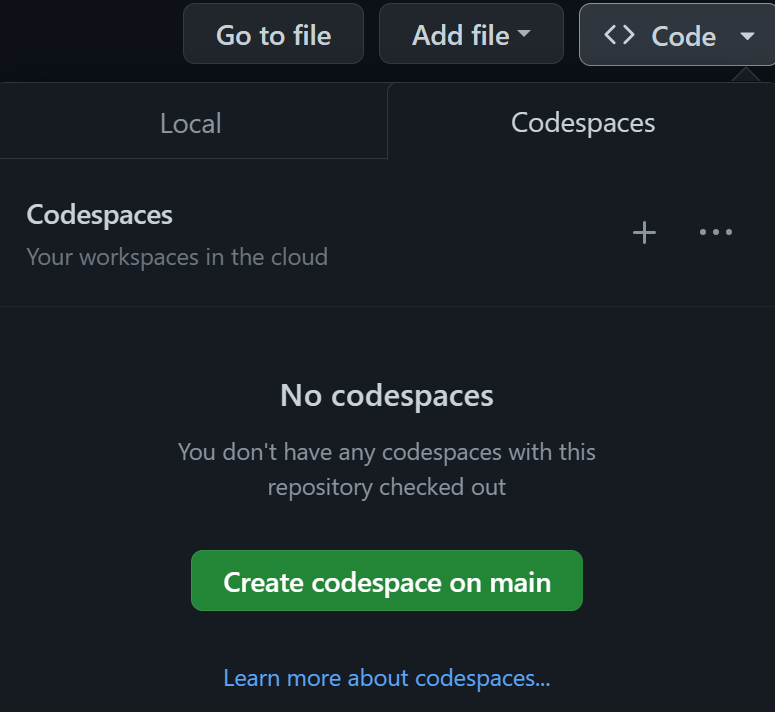 Go to file
Add file
<> Code
Local
Codespaces
Codespaces
Your workspaces in the cloud
No codespaces
You don't have any codespaces with this
repository checked out
Create codespace on main
Learn more about codespaces...